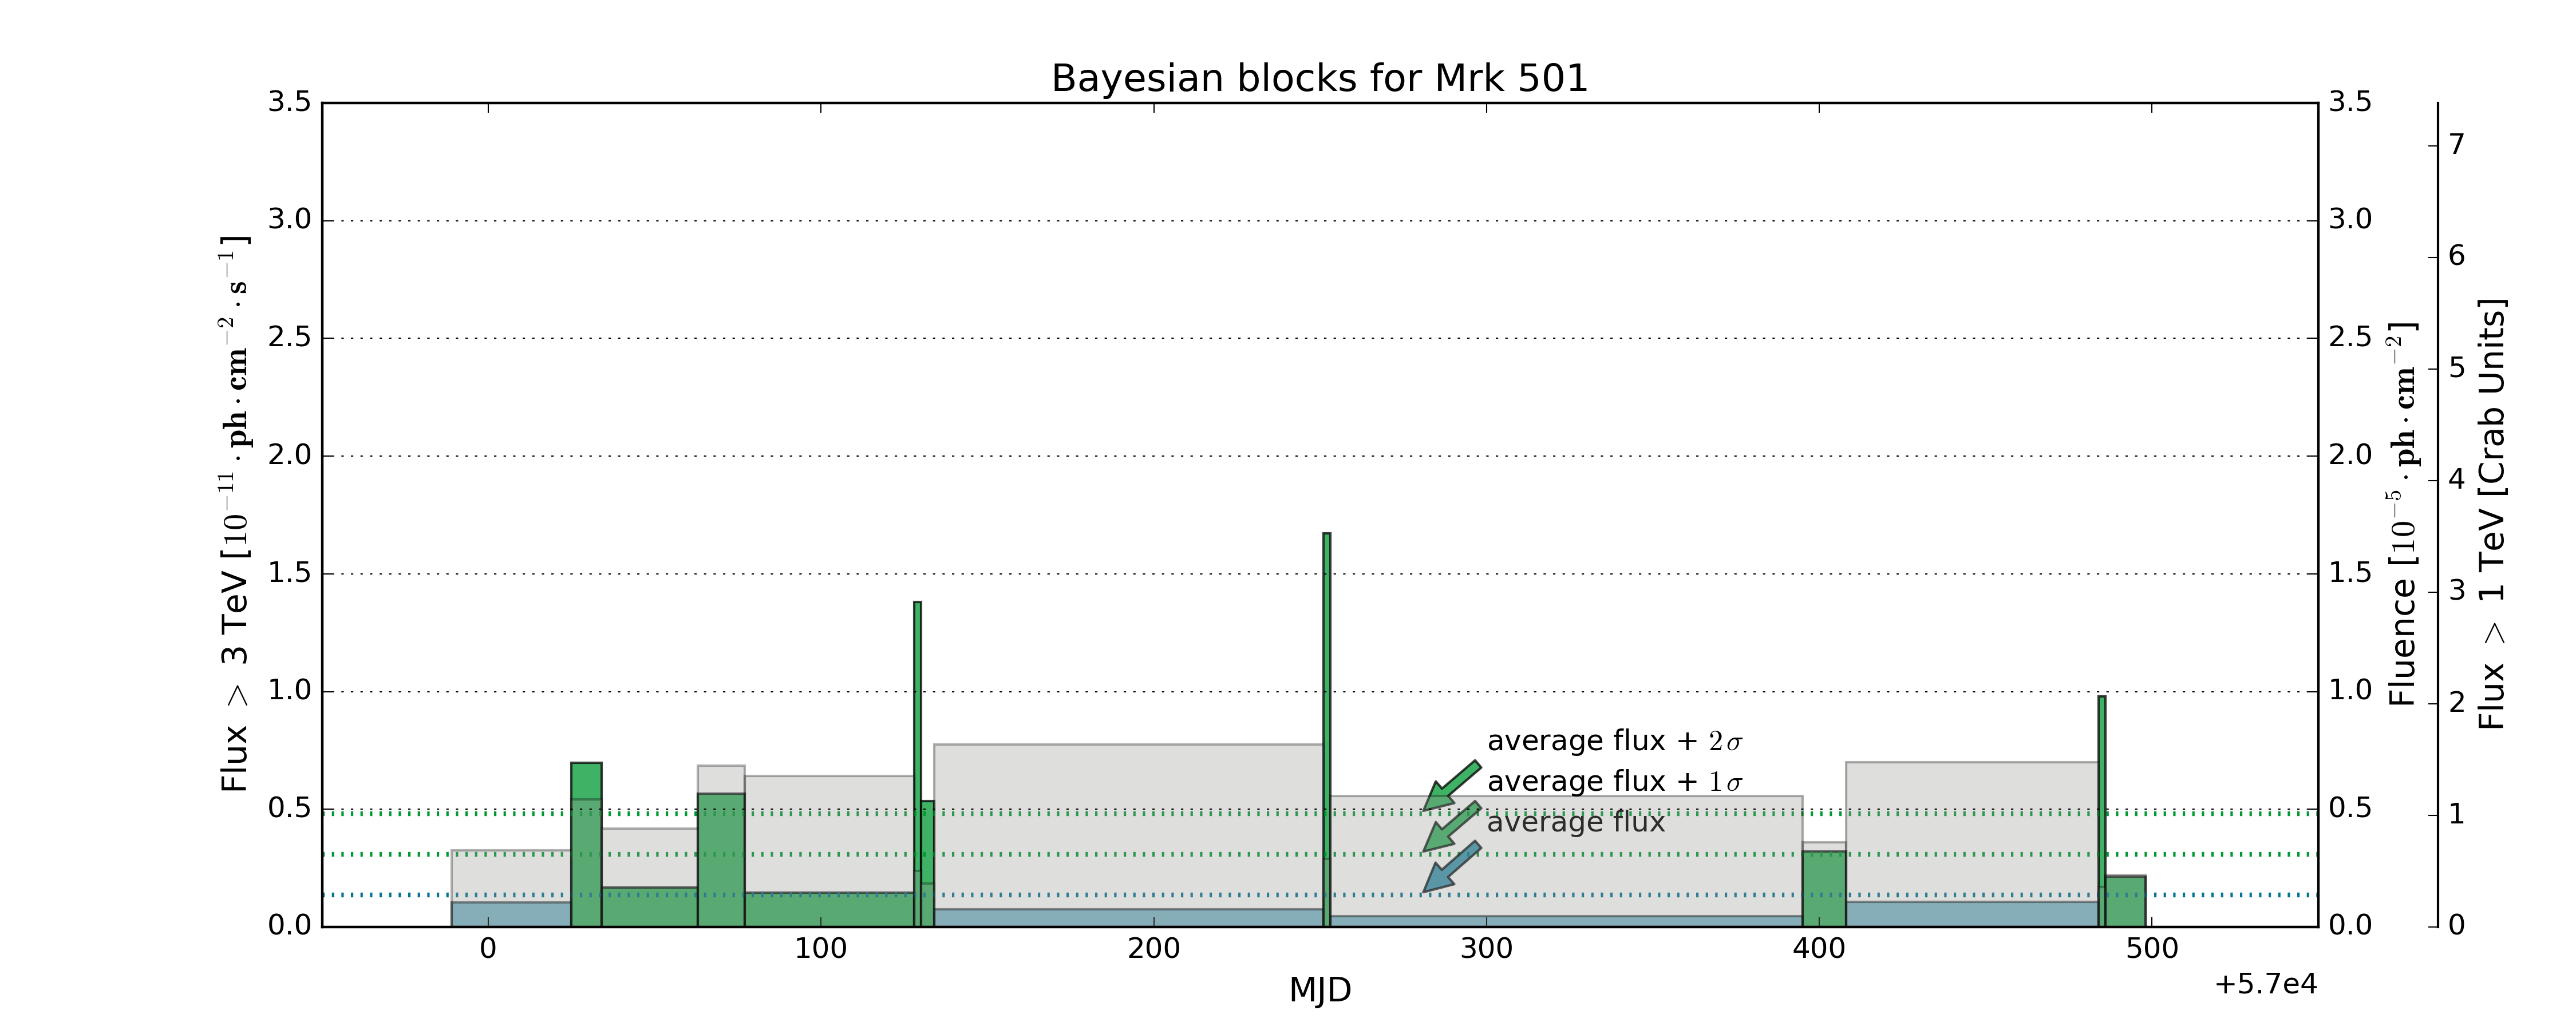 Bayesian blocks for Mrk 501
Flux > 3 TeV [10⁻¹¹ · ph · cm⁻² · s⁻¹]
3.5
3.0
2.5
2.0
1.5
1.0
0.5
0.0
average flux + 2σ
average flux + 1σ
average flux
3.5
3.0
2.5
2.0
1.5
1.0
0.5
0.0
Fluence [10⁻⁵ · ph · cm⁻²]
7
6
5
4
3
2
1
0
Flux > 1 TeV [Crab Units]
0 100 200 300 400 500
+5.7e4
MJD